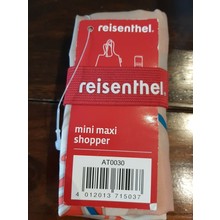 reisenthel.
reisenthel.
mini maxi
shopper
AT0030
4 012013 715037